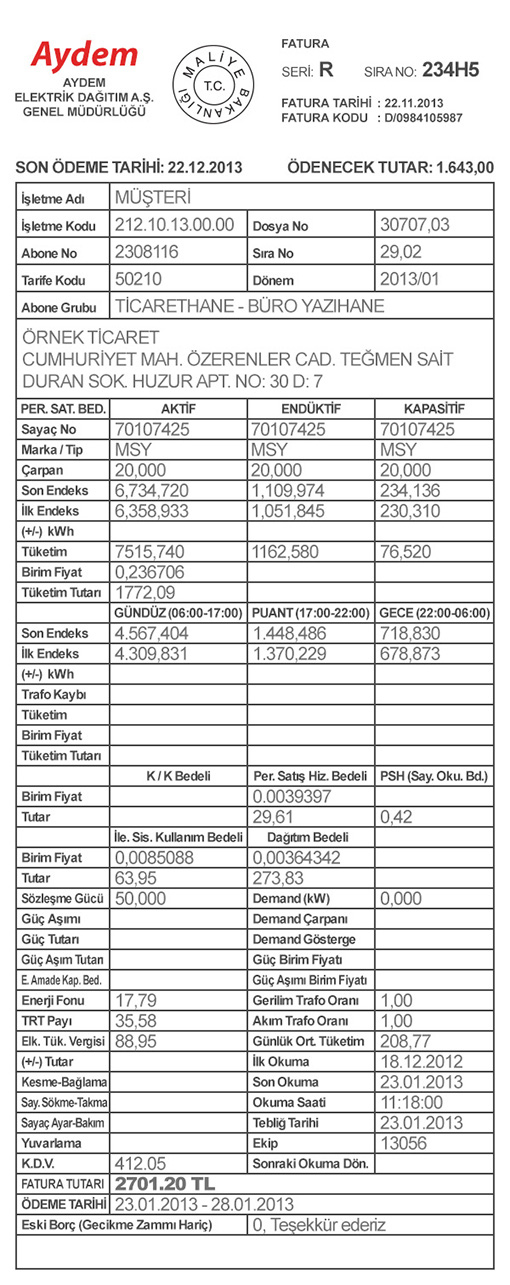 Aydem
AYDEM
ELEKTRİK DAĞITIM A.Ş.
GENEL MÜDÜRLÜĞÜ
MALİYE BAKANLIĞI
T.C.
FATURA
SERİ: R SIRA NO: 234H5
FATURA TARİHİ : 22.11.2013
FATURA KODU : D/0984105987
SON ÖDEME TARİHİ: 22.12.2013 ÖDENECEK TUTAR: 1.643,00
İşletme Adı MÜŞTERİ
İşletme Kodu 212.10.13.00.00 Dosya No 30707,03
Abone No 2308116 Sıra No 29,02
Tarife Kodu 50210 Dönem 2013/01
Abone Grubu TİCARETHANE - BÜRO YAZIHANE
ÖRNEK TİCARET
CUMHURİYET MAH. ÖZERENLER CAD. TEĞMEN SAİT
DURAN SOK. HUZUR APT. NO: 30 D: 7
PER. SAT. BED. AKTİF ENDÜKTİF KAPASİTİF
Sayaç No 70107425 70107425 70107425
Marka / Tip MSY MSY MSY
Çarpan 20,000 20,000 20,000
Son Endeks 6,734,720 1,109,974 234,136
İlk Endeks 6,358,933 1,051,845 230,310
(+/-) kWh
Tüketim 7515,740 1162,580 76,520
Birim Fiyat 0,236706
Tüketim Tutarı 1772,09
GÜNDÜZ (06:00-17:00) PUANT (17:00-22:00) GECE (22:00-06:00)
Son Endeks 4.567,404 1.448,486 718,830
İlk Endeks 4.309,831 1.370,229 678,873
(+/-) kWh
Trafo Kaybı
Tüketim
Birim Fiyat
Tüketim Tutarı
K / K Bedeli Per. Satış Hiz. Bedeli PSH (Say. Oku. Bd.)
Birim Fiyat 0.0039397
Tutar 29,61 0,42
İle. Sis. Kullanım Bedeli Dağıtım Bedeli
Birim Fiyat 0,0085088 0,00364342
Tutar 63,95 273,83
Sözleşme Gücü 50,000 Demand (kW) 0,000
Güç Aşımı Demand Çarpanı
Güç Tutarı Demand Gösterge
Güç Aşım Tutarı Güç Birim Fiyatı
E. Amade Kap. Bed. Güç Aşımı Birim Fiyatı
Enerji Fonu 17,79 Gerilim Trafo Oranı 1,00
TRT Payı 35,58 Akım Trafo Oranı 1,00
Elk. Tük. Vergisi 88,95 Günlük Ort. Tüketim 208,77
(+/-) Tutar İlk Okuma 18.12.2012
Kesme-Bağlama Son Okuma 23.01.2013
Say. Sökme-Takma Okuma Saati 11:18:00
Sayaç Ayar-Bakım Tebliğ Tarihi 23.01.2013
Yuvarlama Ekip 13056
K.D.V. 412.05 Sonraki Okuma Dön.
FATURA TUTARI 2701.20 TL
ÖDEME TARİHİ 23.01.2013 - 28.01.2013
Eski Borç (Gecikme Zammı Hariç) 0, Teşekkür ederiz